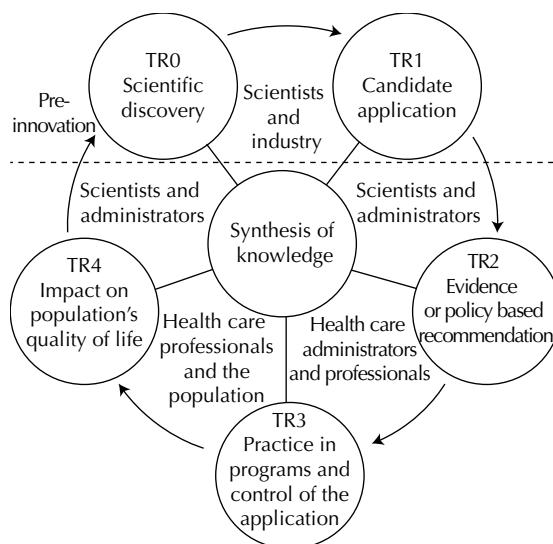 TR0
Scientific
discovery
TR1
Candidate
application
Pre-
innovation
Scientists
and
industry
Scientists and
administrators
Synthesis of
knowledge
Scientists and
administrators
TR4
Impact on
population's
quality of life
TR2
Evidence
or policy based
recommendation
Health care
professionals
and the
population
Health care
administrators
and professionals
TR3
Practice in
programs and
control of the
application